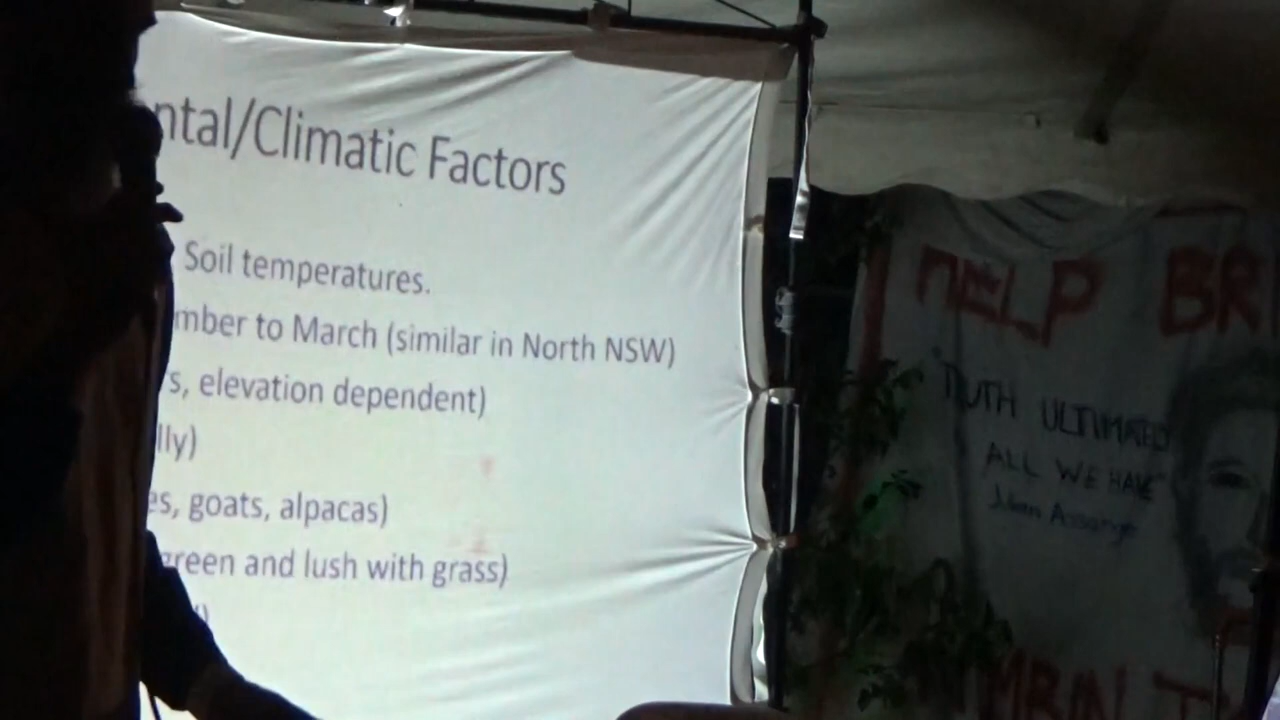 ntal/Climatic Factors
Soil temperatures.
mber to March (similar in North NSW)
s, elevation dependent)
lly)
es, goats, alpacas)
green and lush with grass)
HELP BR
TRUTH ULTIMATELY
ALL WE HAVE"
Julian Assange
MBIN